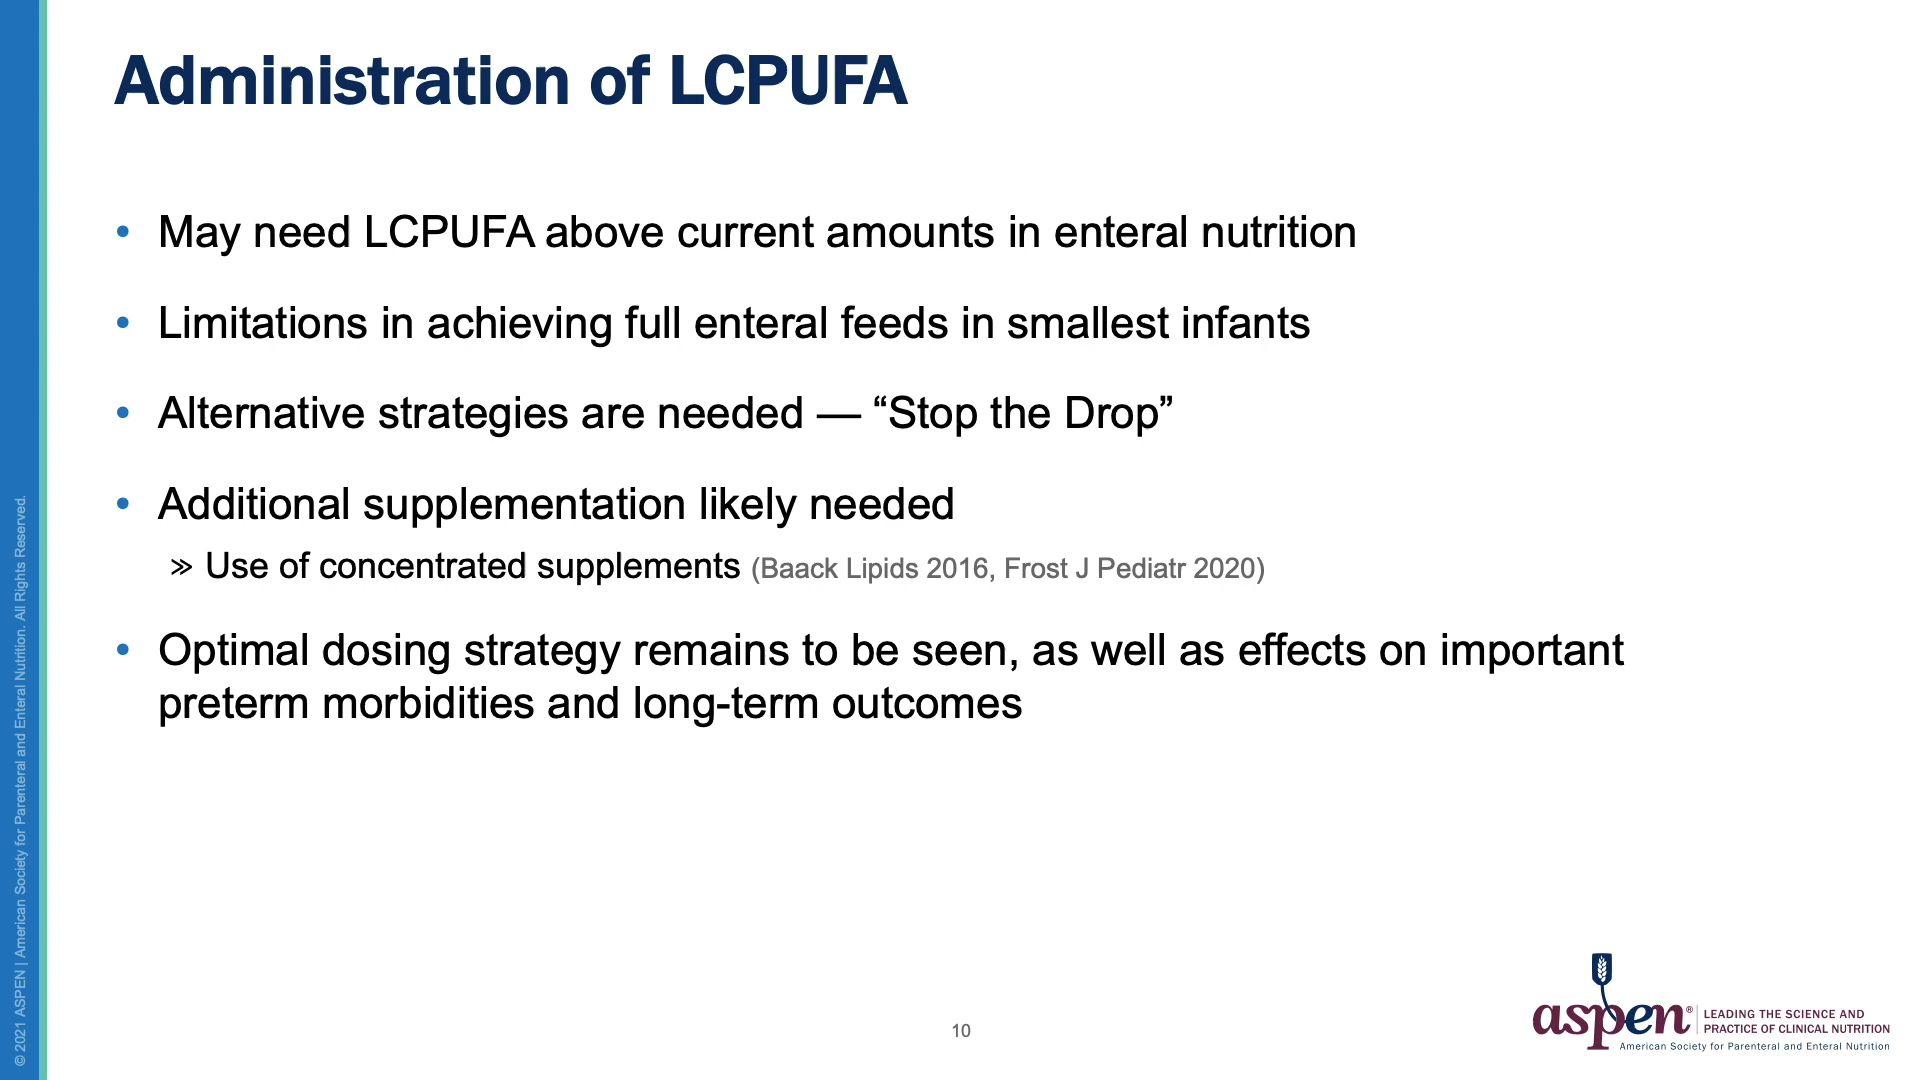 Administration of LCPUFA
• May need LCPUFA above current amounts in enteral nutrition
• Limitations in achieving full enteral feeds in smallest infants
• Alternative strategies are needed — “Stop the Drop”
• Additional supplementation likely needed
» Use of concentrated supplements (Baack Lipids 2016, Frost J Pediatr 2020)
• Optimal dosing strategy remains to be seen, as well as effects on important
preterm morbidities and long-term outcomes
© 2021 ASPEN | American Society for Parenteral and Enteral Nutrition. All Rights Reserved.
10
aspen®
LEADING THE SCIENCE AND
PRACTICE OF CLINICAL NUTRITION
American Society for Parenteral and Enteral Nutrition